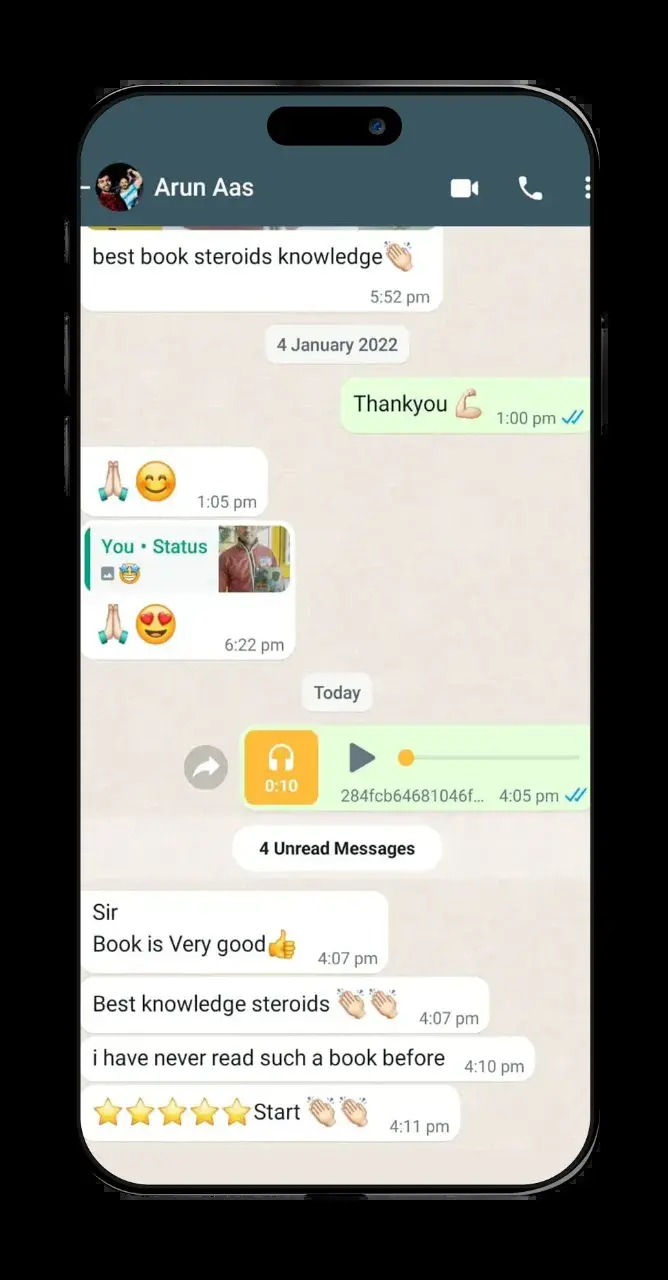 Arun Aas
best book steroids knowledge👏🏻
5:52 pm
4 January 2022
Thankyou 💪🏻
1:00 pm
🙏🏻😊
1:05 pm
You • Status
🤩
🙏🏻😍
6:22 pm
Today
0:10
284fcb64681046f...
4:05 pm
4 Unread Messages
Sir
Book is Very good👍
4:07 pm
Best knowledge steroids 👏🏻👏🏻
4:07 pm
i have never read such a book before
4:10 pm
⭐⭐⭐⭐⭐Start 👏🏻👏🏻
4:11 pm